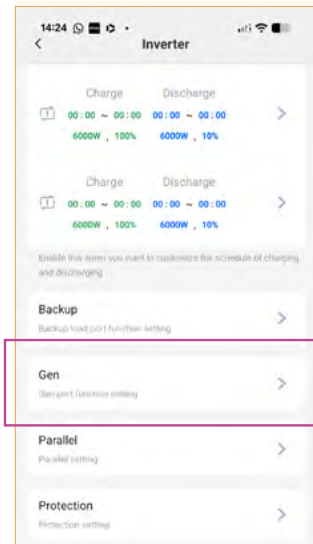 14:24
Inverter
Charge Discharge
1 00:00 ~ 00:00 00:00 ~ 00:00
6000W , 100% 6000W , 10%
Charge Discharge
1 00:00 ~ 00:00 00:00 ~ 00:00
6000W , 100% 6000W , 10%
Enable this when you want to customize the schedule of charging
and discharging
Backup
Backup load port function setting
Gen
Gen port function setting
Parallel
Parallel setting
Protection
Protection setting